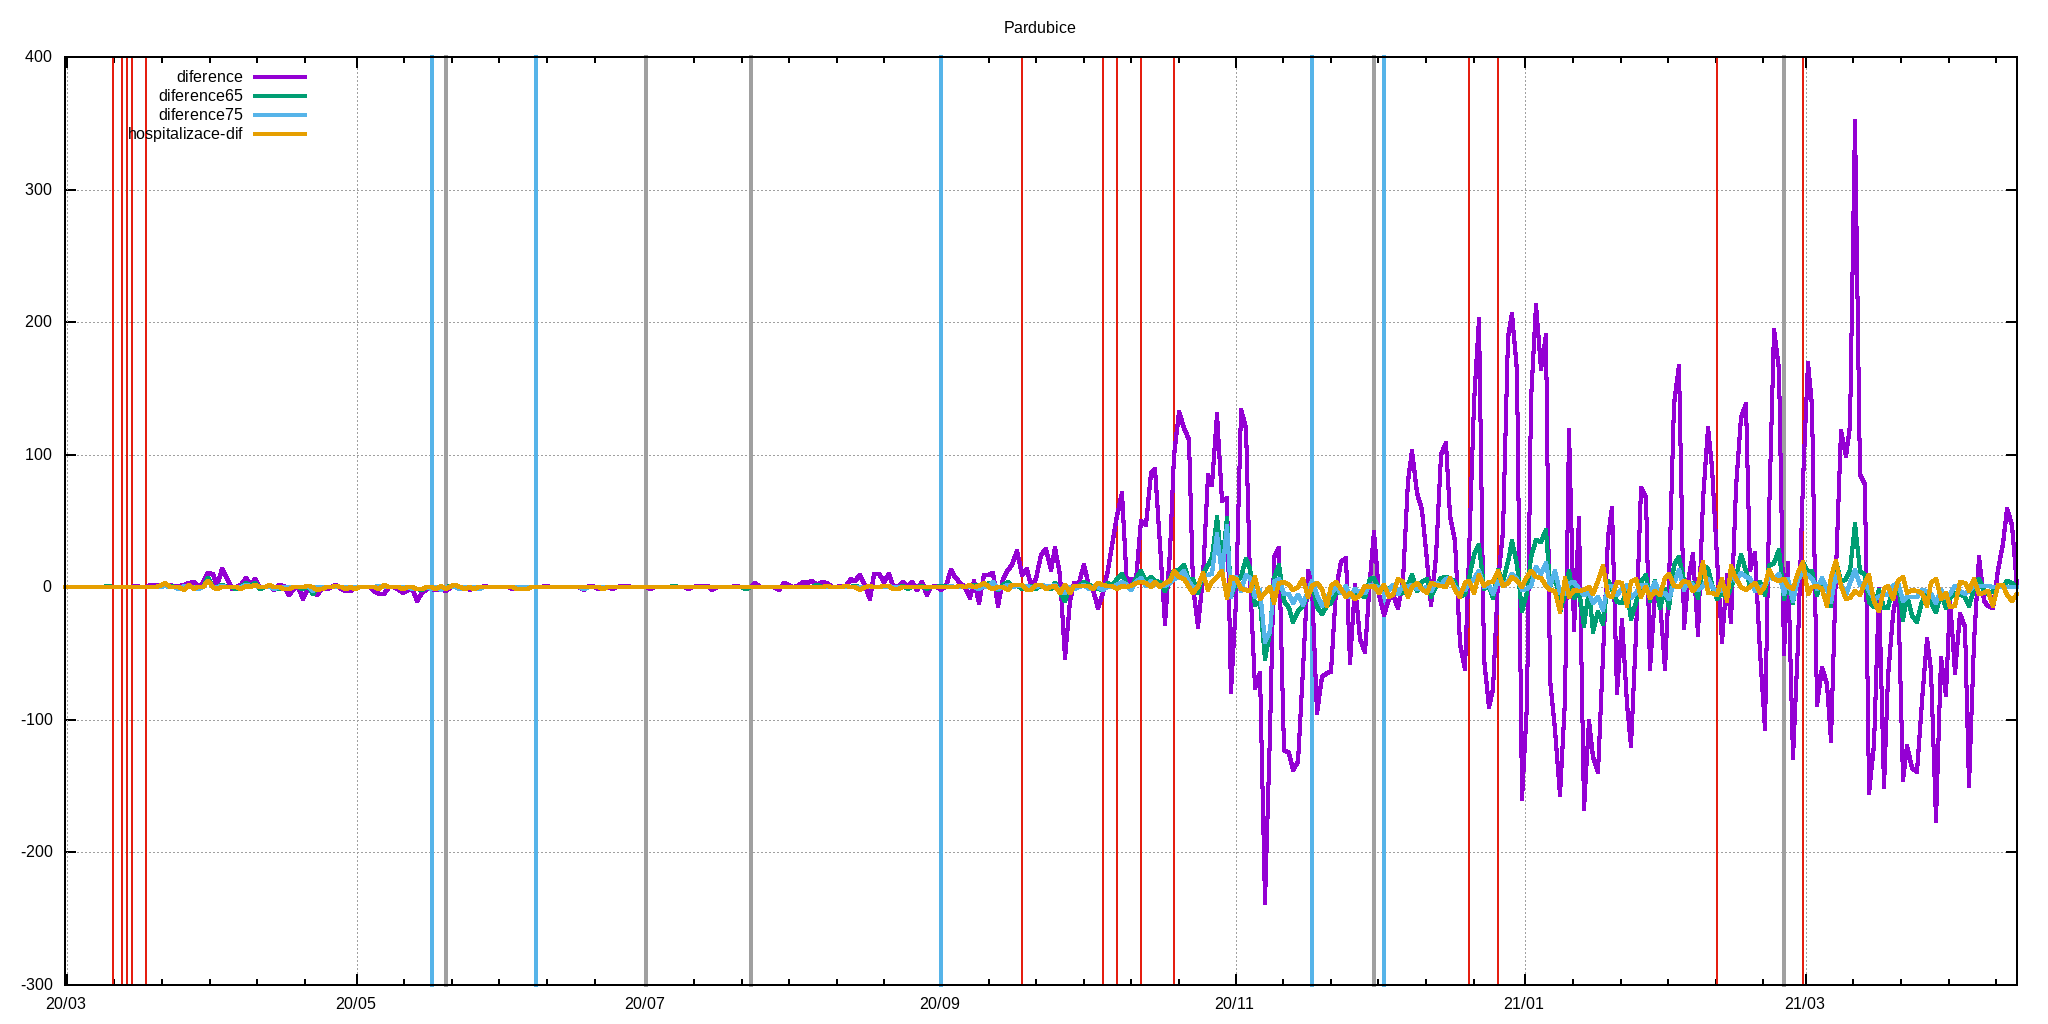 Pardubice
400
300
200
100
0
-100
-200
-300
diference
diference65
diference75
hospitalizace-dif
20/03 20/05 20/07 20/09 20/11 21/01 21/03